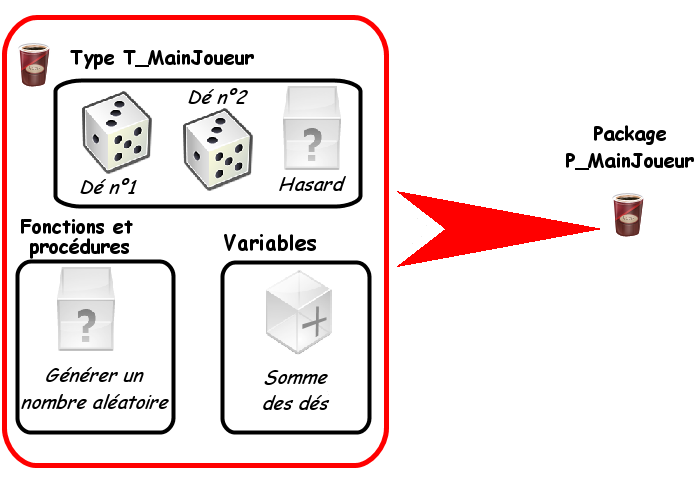 Type T_MainJoueur
Dé n°2
Dé n°1
Hasard
Fonctions et
procédures
?
Générer un
nombre aléatoire
Variables
+
Somme
des dés
?
Package
P_MainJoueur